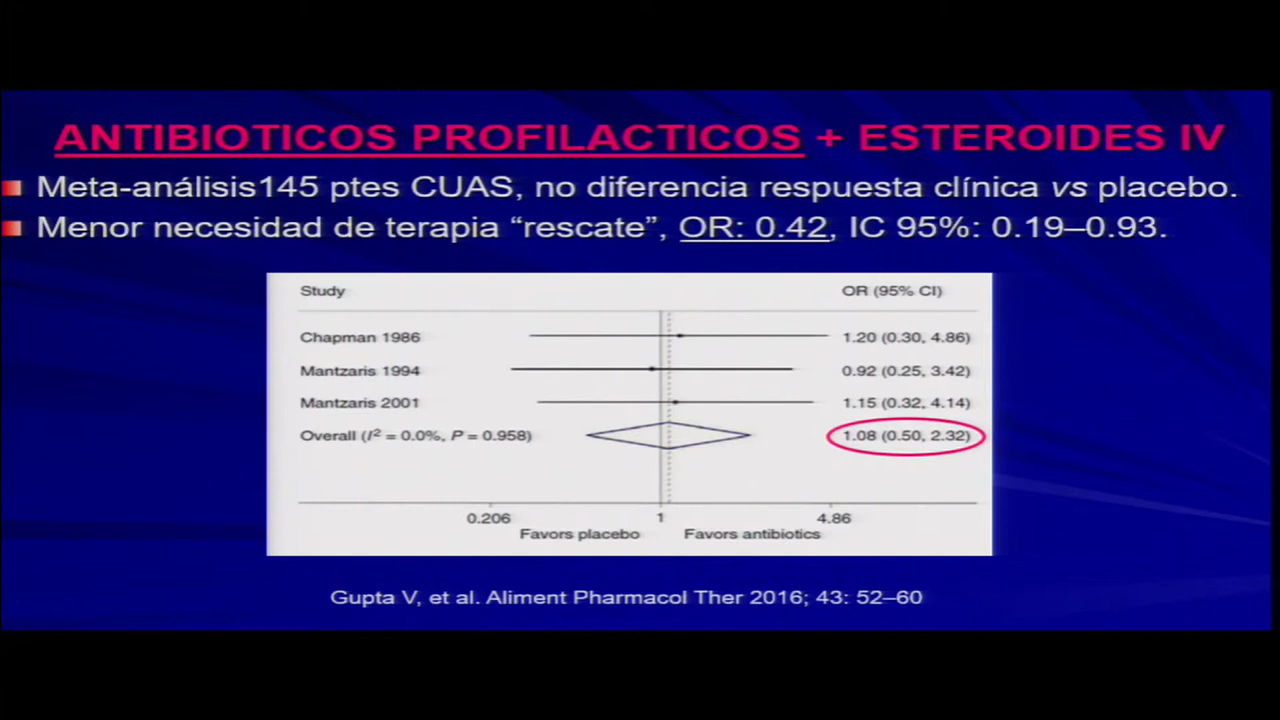 ANTIBIOTICOS PROFILACTICOS + ESTEROIDES IV
Meta-análisis145 ptes CUAS, no diferencia respuesta clínica vs placebo.
Menor necesidad de terapia “rescate”, OR: 0.42, IC 95%: 0.19–0.93.
Study OR (95% CI)
Chapman 1986 1.20 (0.30, 4.86)
Mantzaris 1994 0.92 (0.25, 3.42)
Mantzaris 2001 1.15 (0.32, 4.14)
Overall (I² = 0.0%, P = 0.958) 1.08 (0.50, 2.32)
0.206 1 4.86
Favors placebo Favors antibiotics
Gupta V, et al. Aliment Pharmacol Ther 2016; 43: 52–60